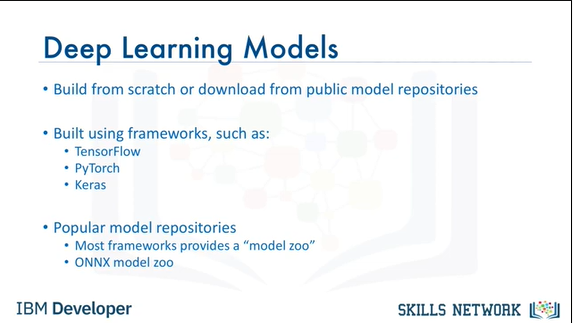 Deep Learning Models
• Build from scratch or download from public model repositories
• Built using frameworks, such as:
• TensorFlow
• PyTorch
• Keras
• Popular model repositories
• Most frameworks provides a “model zoo”
• ONNX model zoo
IBM Developer
SKILLS NETWORK